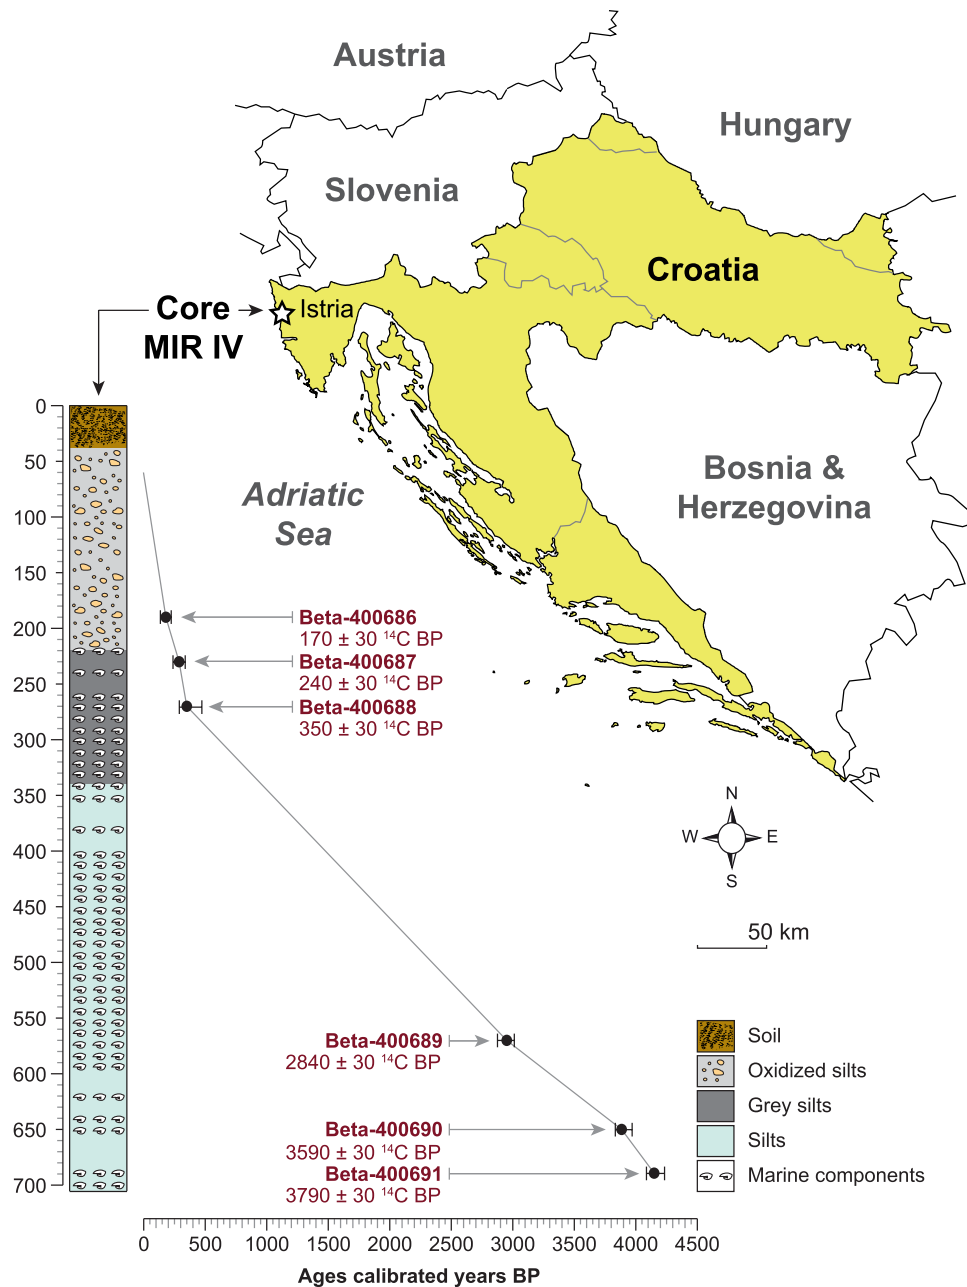 Austria
Hungary
Slovenia
Croatia
Core
MIR IV
Istria
Bosnia &
Herzegovina
Adriatic
Sea
0
50
100
150
200
250
300
350
400
450
500
550
600
650
700
Beta-400686
170 ± 30 ¹⁴C BP
Beta-400687
240 ± 30 ¹⁴C BP
Beta-400688
350 ± 30 ¹⁴C BP
Beta-400689
2840 ± 30 ¹⁴C BP
Beta-400690
3590 ± 30 ¹⁴C BP
Beta-400691
3790 ± 30 ¹⁴C BP
N
W E
S
50 km
Soil
Oxidized silts
Grey silts
Silts
Marine components
0 500 1000 1500 2000 2500 3000 3500 4000 4500
Ages calibrated years BP